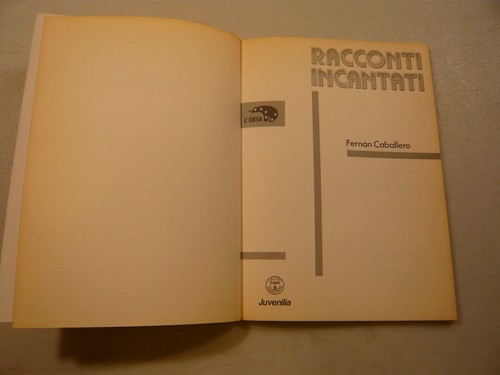 RACCONTI
INCANTATI
L'ORSA
Fernán Caballero
Juvenilia